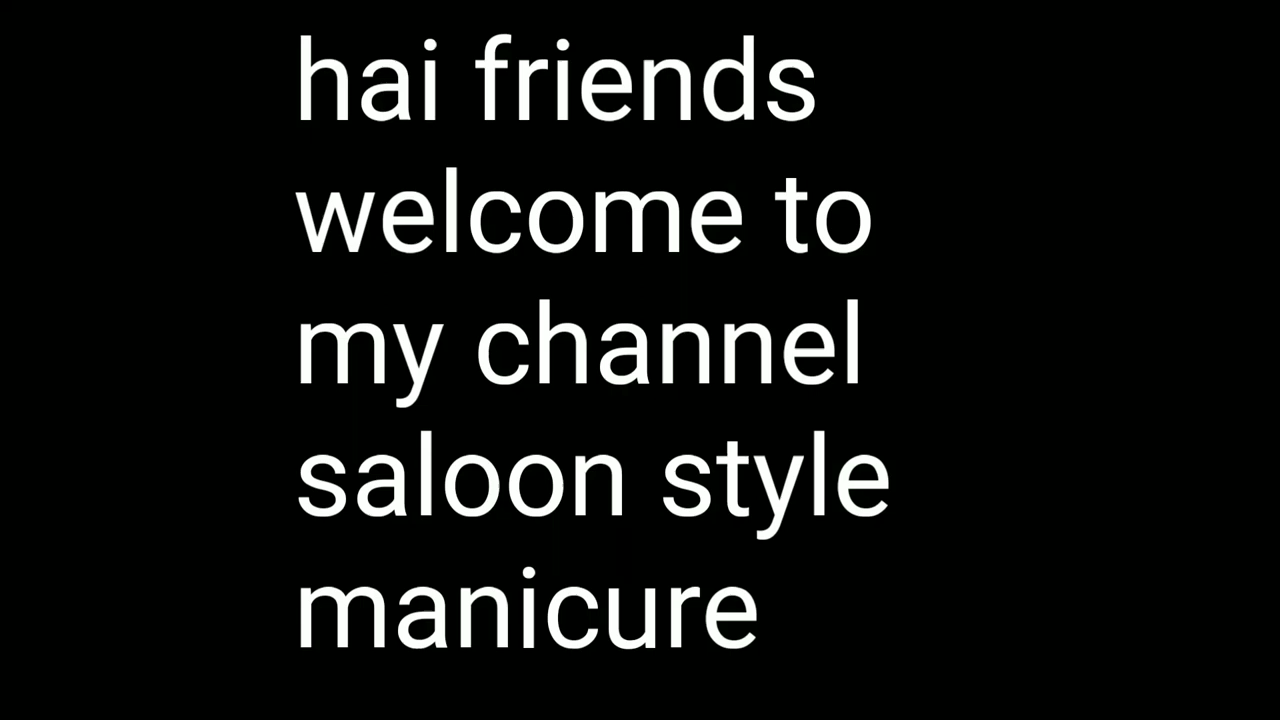 hai friends
welcome to
my channel
saloon style
manicure